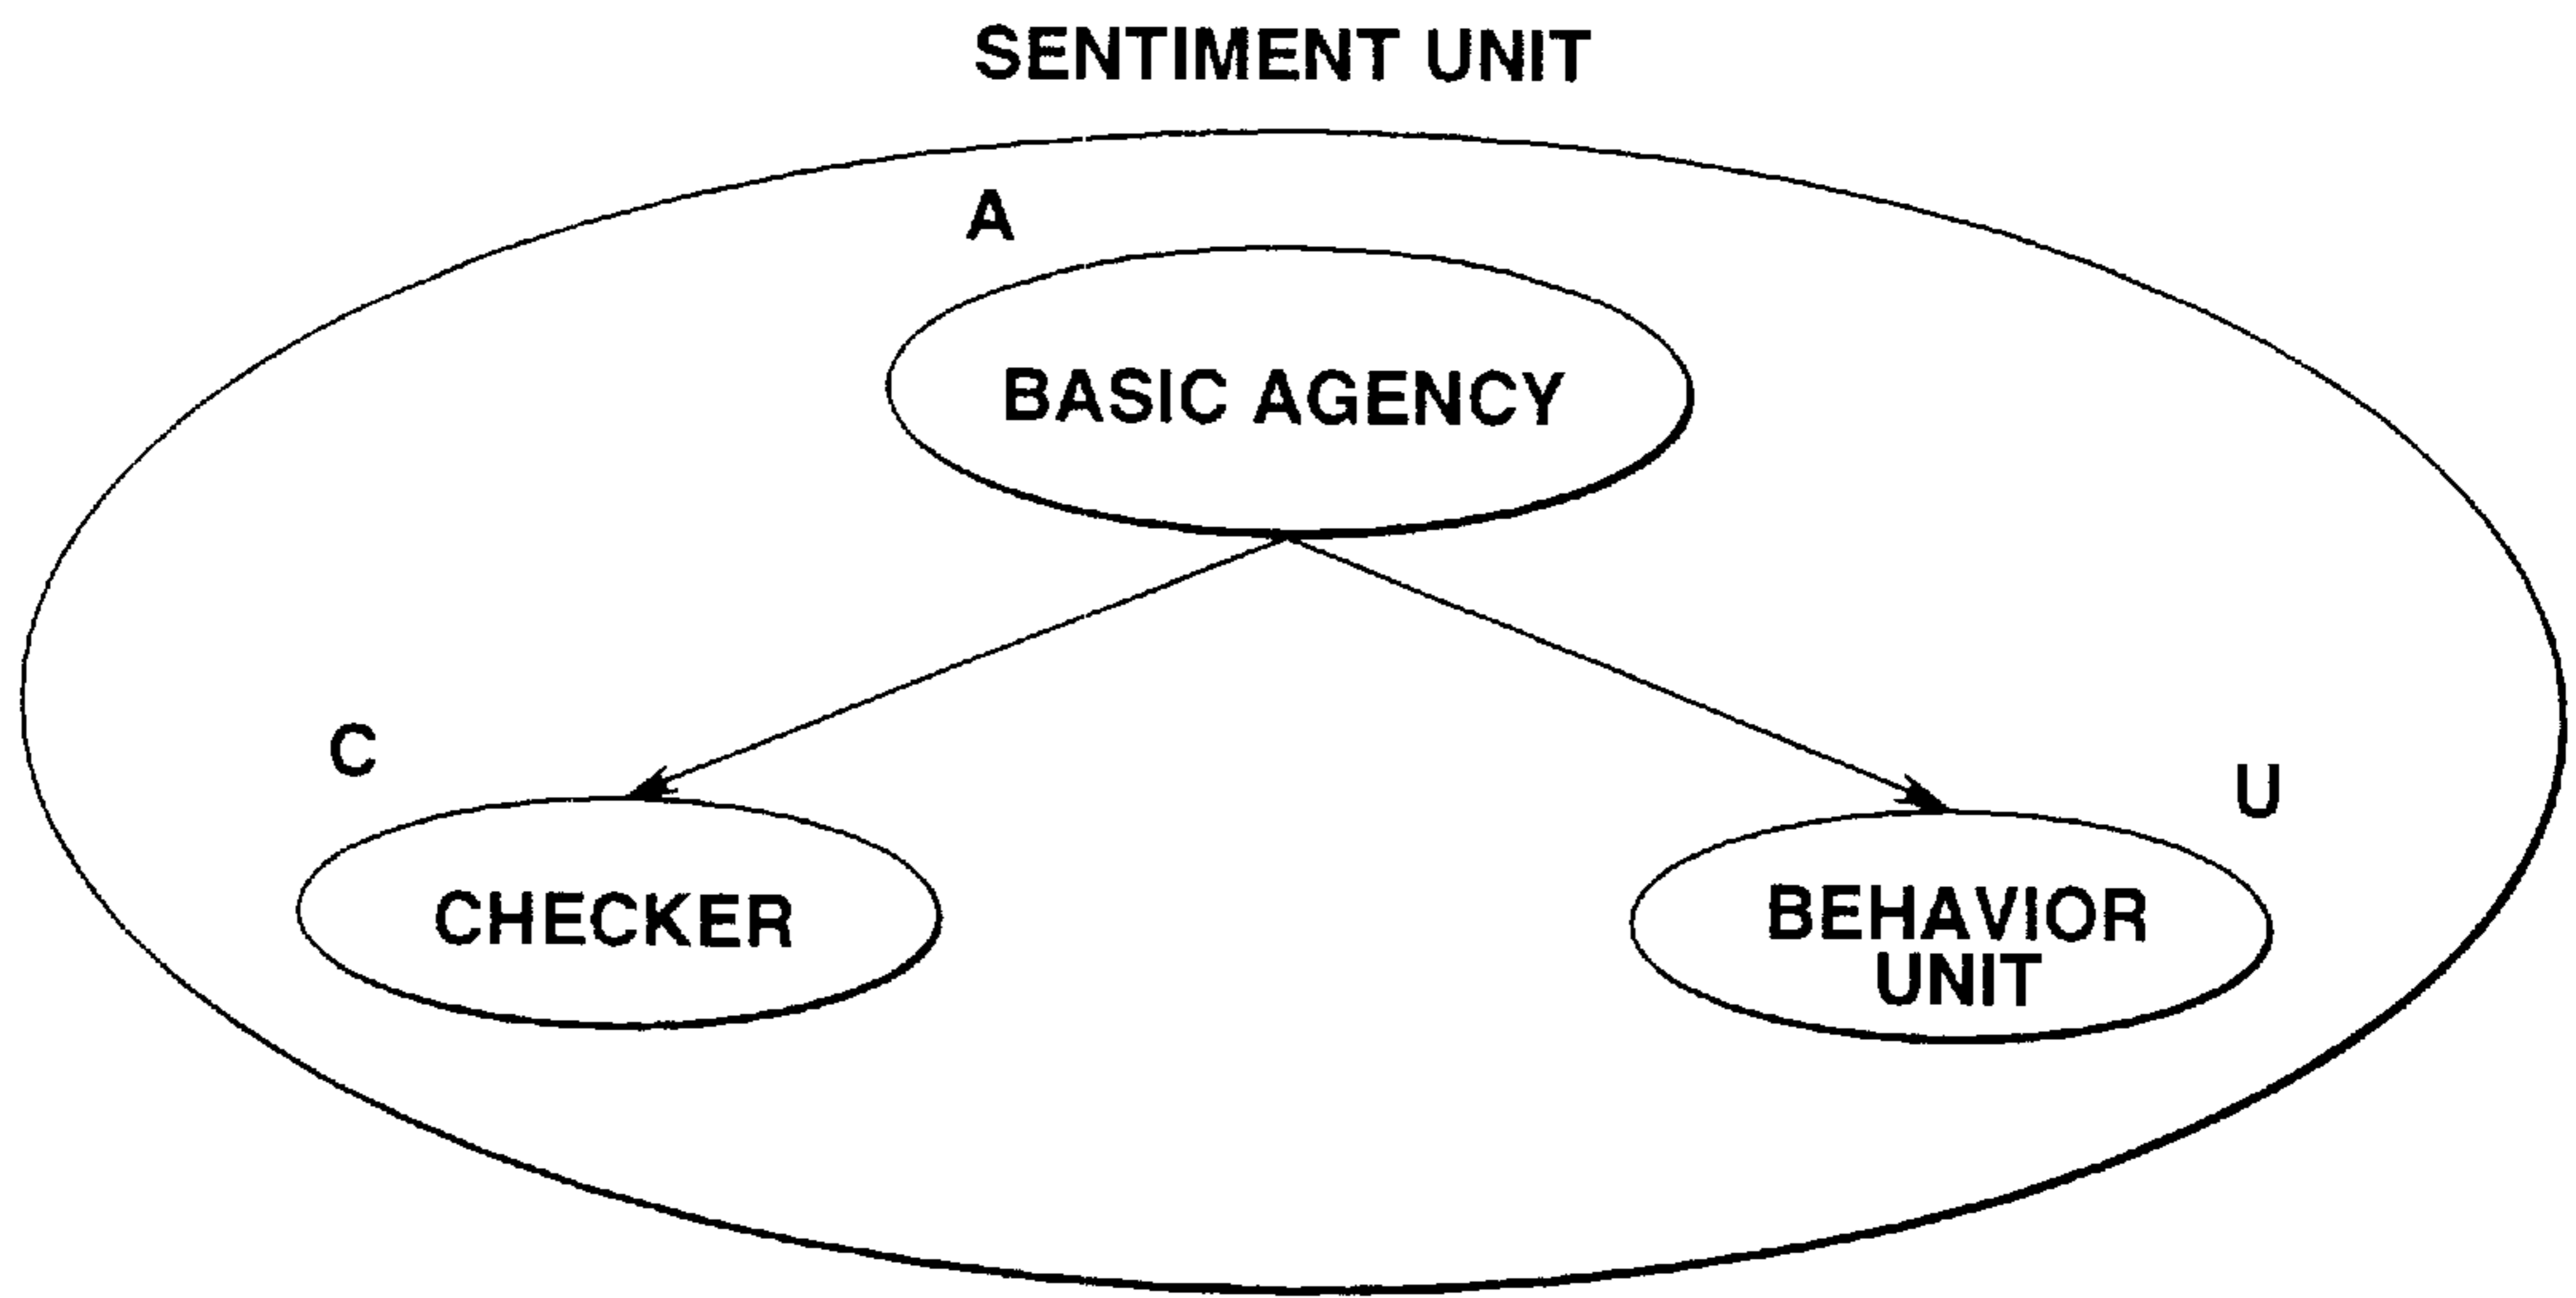 SENTIMENT UNIT
A
BASIC AGENCY
C
U
CHECKER
BEHAVIOR
UNIT